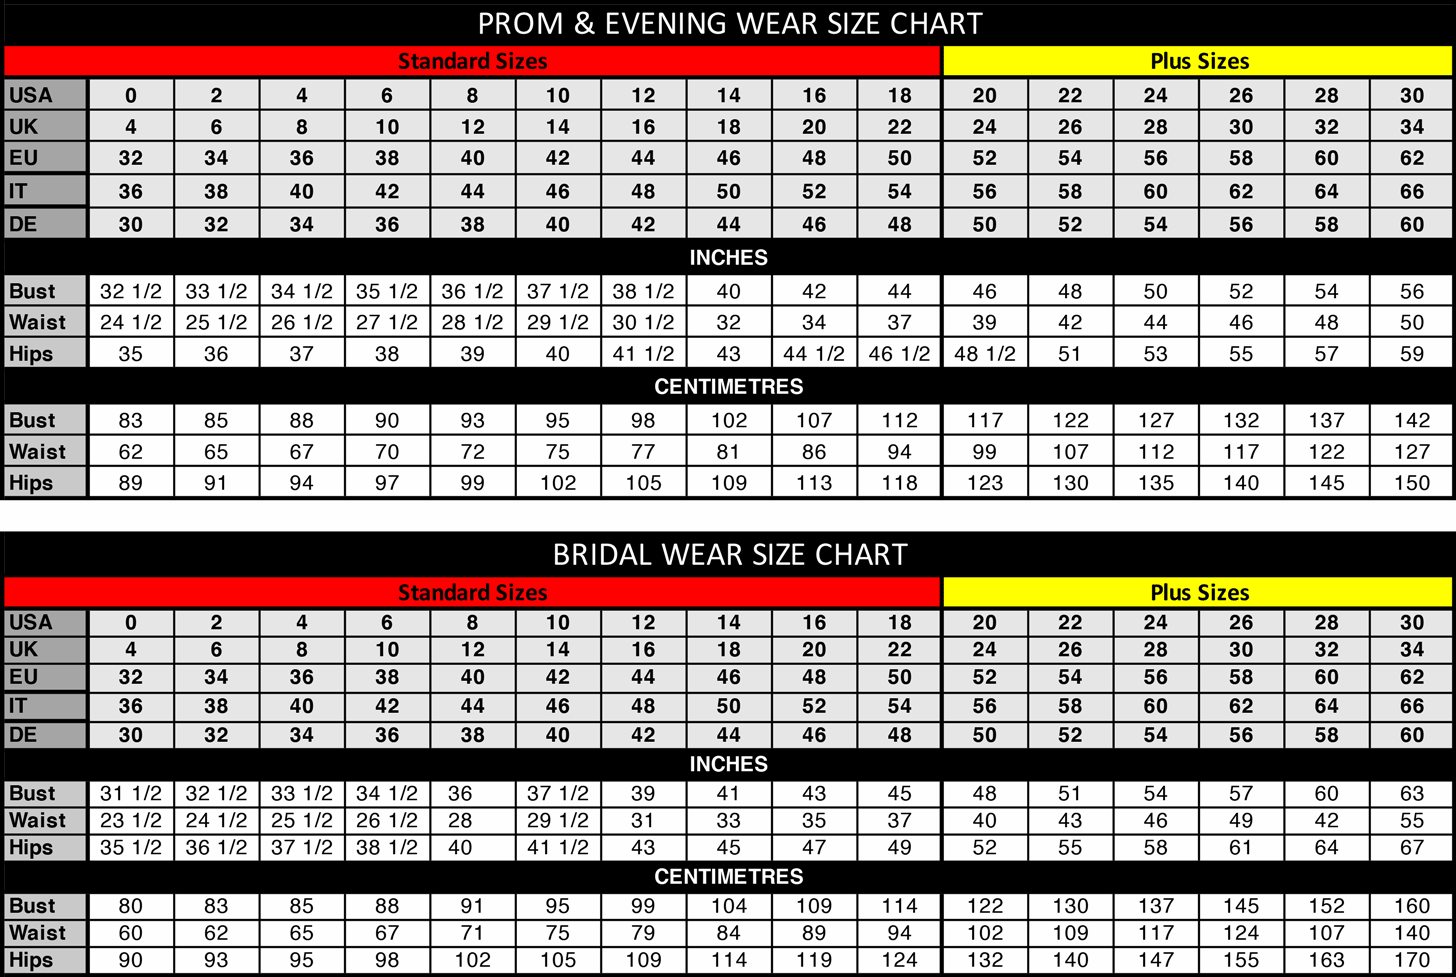 PROM & EVENING WEAR SIZE CHART
Standard Sizes Plus Sizes
USA 0 2 4 6 8 10 12 14 16 18 20 22 24 26 28 30
UK 4 6 8 10 12 14 16 18 20 22 24 26 28 30 32 34
EU 32 34 36 38 40 42 44 46 48 50 52 54 56 58 60 62
IT 36 38 40 42 44 46 48 50 52 54 56 58 60 62 64 66
DE 30 32 34 36 38 40 42 44 46 48 50 52 54 56 58 60
INCHES
Bust 32 1/2 33 1/2 34 1/2 35 1/2 36 1/2 37 1/2 38 1/2 40 42 44 46 48 50 52 54 56
Waist 24 1/2 25 1/2 26 1/2 27 1/2 28 1/2 29 1/2 30 1/2 32 34 37 39 42 44 46 48 50
Hips 35 36 37 38 39 40 41 1/2 43 44 1/2 46 1/2 48 1/2 51 53 55 57 59
CENTIMETRES
Bust 83 85 88 90 93 95 98 102 107 112 117 122 127 132 137 142
Waist 62 65 67 70 72 75 77 81 86 94 99 107 112 117 122 127
Hips 89 91 94 97 99 102 105 109 113 118 123 130 135 140 145 150
BRIDAL WEAR SIZE CHART
Standard Sizes Plus Sizes
USA 0 2 4 6 8 10 12 14 16 18 20 22 24 26 28 30
UK 4 6 8 10 12 14 16 18 20 22 24 26 28 30 32 34
EU 32 34 36 38 40 42 44 46 48 50 52 54 56 58 60 62
IT 36 38 40 42 44 46 48 50 52 54 56 58 60 62 64 66
DE 30 32 34 36 38 40 42 44 46 48 50 52 54 56 58 60
INCHES
Bust 31 1/2 32 1/2 33 1/2 34 1/2 36 37 1/2 39 41 43 45 48 51 54 57 60 63
Waist 23 1/2 24 1/2 25 1/2 26 1/2 28 29 1/2 31 33 35 37 40 43 46 49 42 55
Hips 35 1/2 36 1/2 37 1/2 38 1/2 40 41 1/2 43 45 47 49 52 55 58 61 64 67
CENTIMETRES
Bust 80 83 85 88 91 95 99 104 109 114 122 130 137 145 152 160
Waist 60 62 65 67 71 75 79 84 89 94 102 109 117 124 107 140
Hips 90 93 95 98 102 105 109 114 119 124 132 140 147 155 163 170